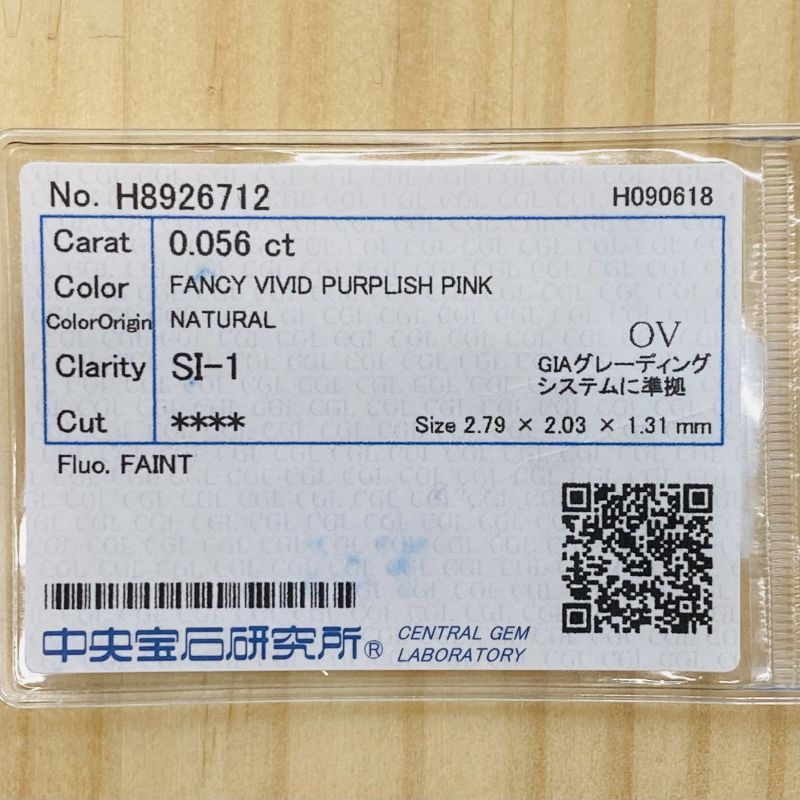 No. H8926712 H090618
Carat 0.056 ct
Color FANCY VIVID PURPLISH PINK
ColorOrigin NATURAL
Clarity SI-1
OV
GIAグレーディング
システムに準拠
Cut **** Size 2.79 × 2.03 × 1.31 mm
Fluo. FAINT
中央宝石研究所® CENTRAL GEM
LABORATORY